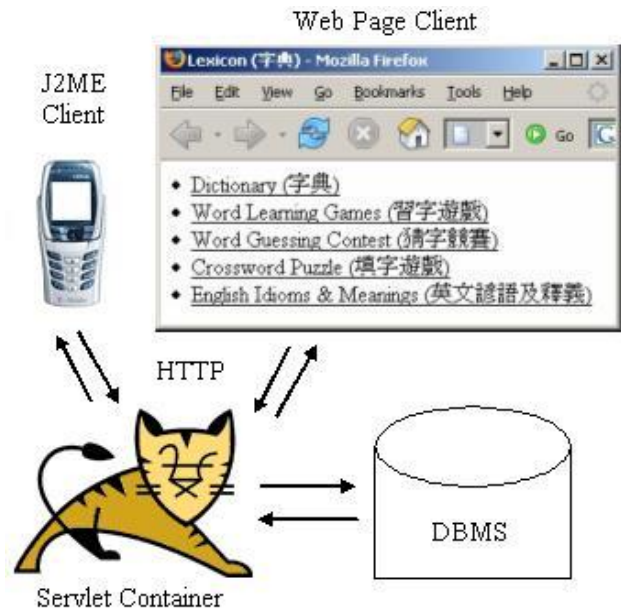 Web Page Client
J2ME
Client
Lexicon (字典) - Mozilla Firefox
File Edit View Go Bookmarks Tools Help
Go
Dictionary (字典)
Word Learning Games (習字遊戲)
Word Guessing Contest (猜字競賽)
Crossword Puzzle (填字遊戲)
English Idioms & Meanings (英文諺語及釋義)
HTTP
DBMS
Servlet Container